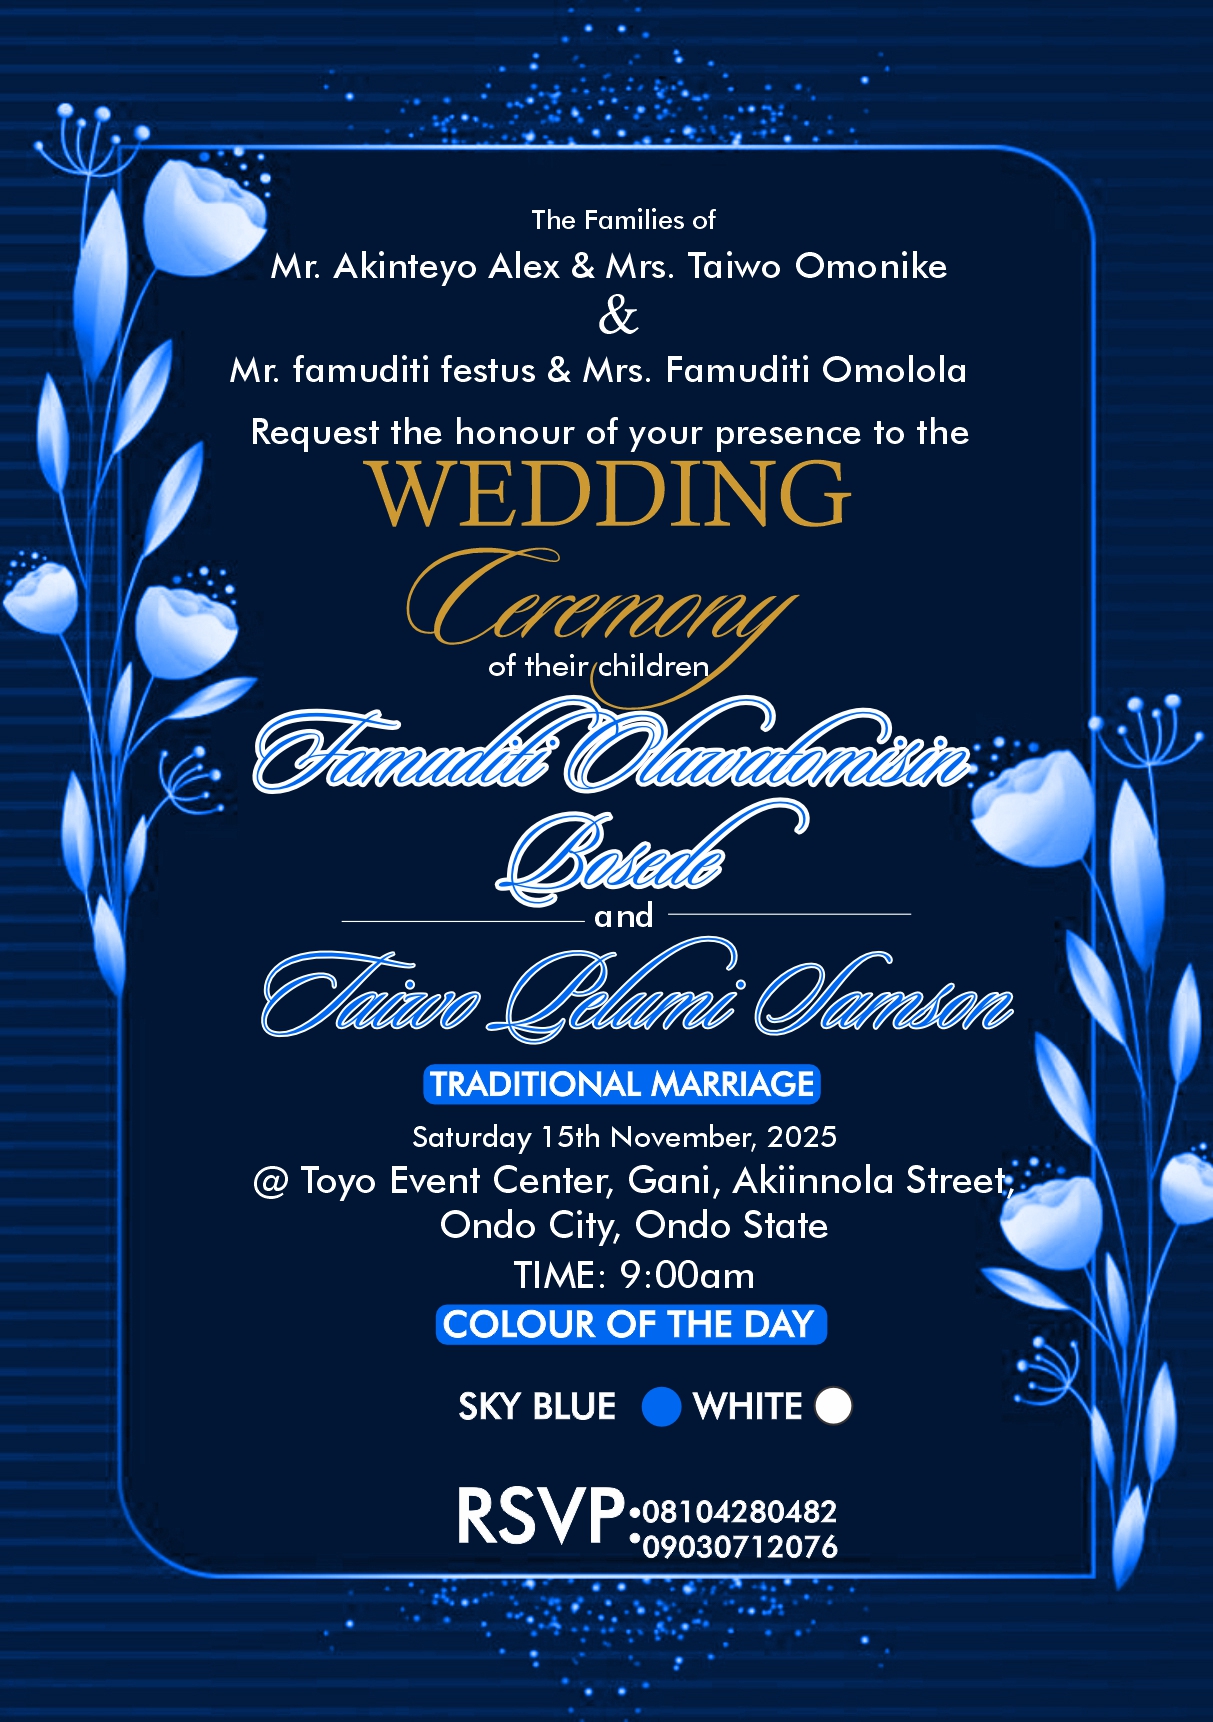 The Families of
Mr. Akinteyo Alex & Mrs. Taiwo Omonike
&
Mr. famuditi festus & Mrs. Famuditi Omolola
Request the honour of your presence to the
WEDDING
Ceremony
of their children
Famuditi Oluwatomisin
Bosede
and
Taiwo Pelumi Samson
TRADITIONAL MARRIAGE
Saturday 15th November, 2025
@ Toyo Event Center, Gani, Akiinnola Street,
Ondo City, Ondo State
TIME: 9:00am
COLOUR OF THE DAY
SKY BLUE WHITE
RSVP: 08104280482
09030712076